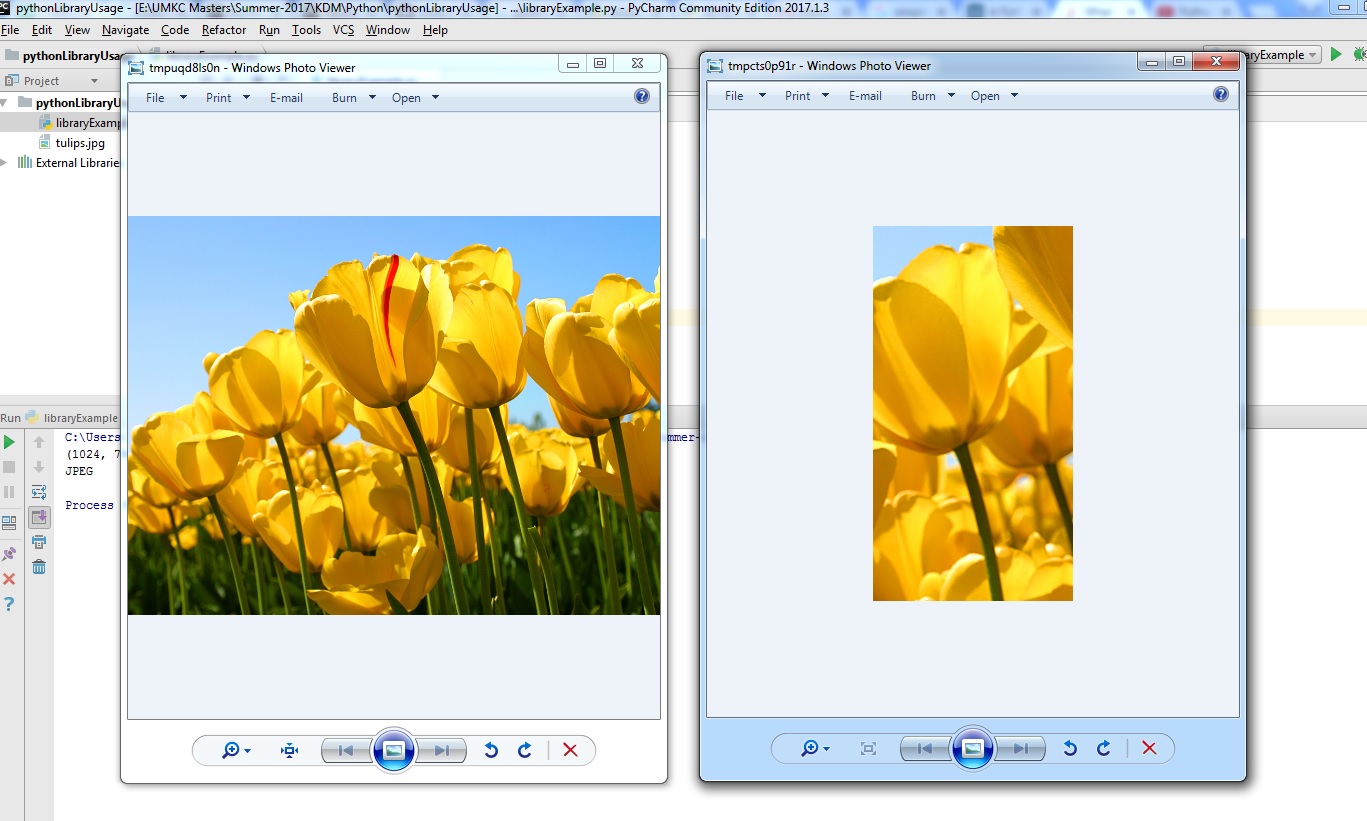 pythonLibraryUsage - [E:\UMKC Masters\Summer-2017\KDM\Python\pythonLibraryUsage] - ...\libraryExample.py - PyCharm Community Edition 2017.1.3
File Edit View Navigate Code Refactor Run Tools VCS Window Help
pythonLibraryUsa
libraryExample
Project
pythonLibraryU
libraryExamp
tulips.jpg
External Librarie
tmpuqd8ls0n - Windows Photo Viewer
File Print E-mail Burn Open
tmpcts0p91r - Windows Photo Viewer
File Print E-mail Burn Open
Run libraryExample
C:\Users
mmer-
(1024, 7
JPEG
Process